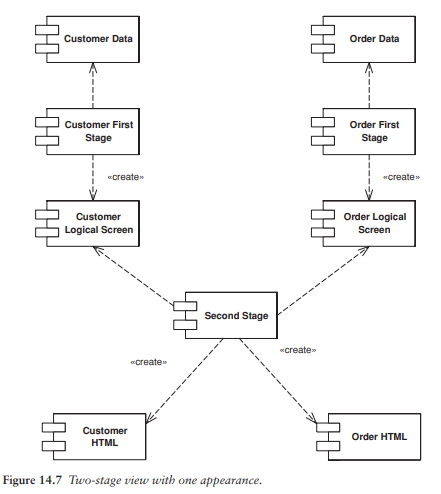 Customer Data
Order Data
Customer First
Stage
Order First
Stage
«create»
«create»
Customer
Logical Screen
Order Logical
Screen
Second Stage
«create»
«create»
Customer
HTML
Order HTML
Figure 14.7 Two-stage view with one appearance.